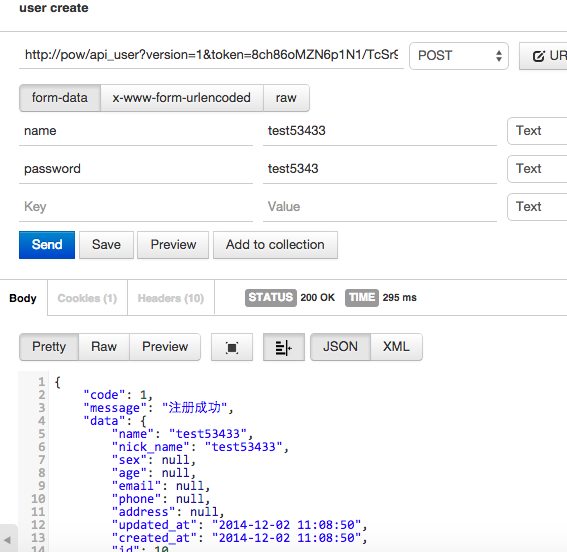 user create
http://pow/api_user?version=1&token=8ch86oMZN6p1N1/TcSr9 POST UR
form-data x-www-form-urlencoded raw
name test53433 Text
password test5343 Text
Key Value Text
Send Save Preview Add to collection
Body Cookies (1) Headers (10) STATUS 200 OK TIME 295 ms
Pretty Raw Preview JSON XML
1 {
2 "code": 1,
3 "message": "注册成功",
4 "data": {
5 "name": "test53433",
6 "nick_name": "test53433",
7 "sex": null,
8 "age": null,
9 "email": null,
10 "phone": null,
11 "address": null,
12 "updated_at": "2014-12-02 11:08:50",
13 "created_at": "2014-12-02 11:08:50",
14 "id": 10